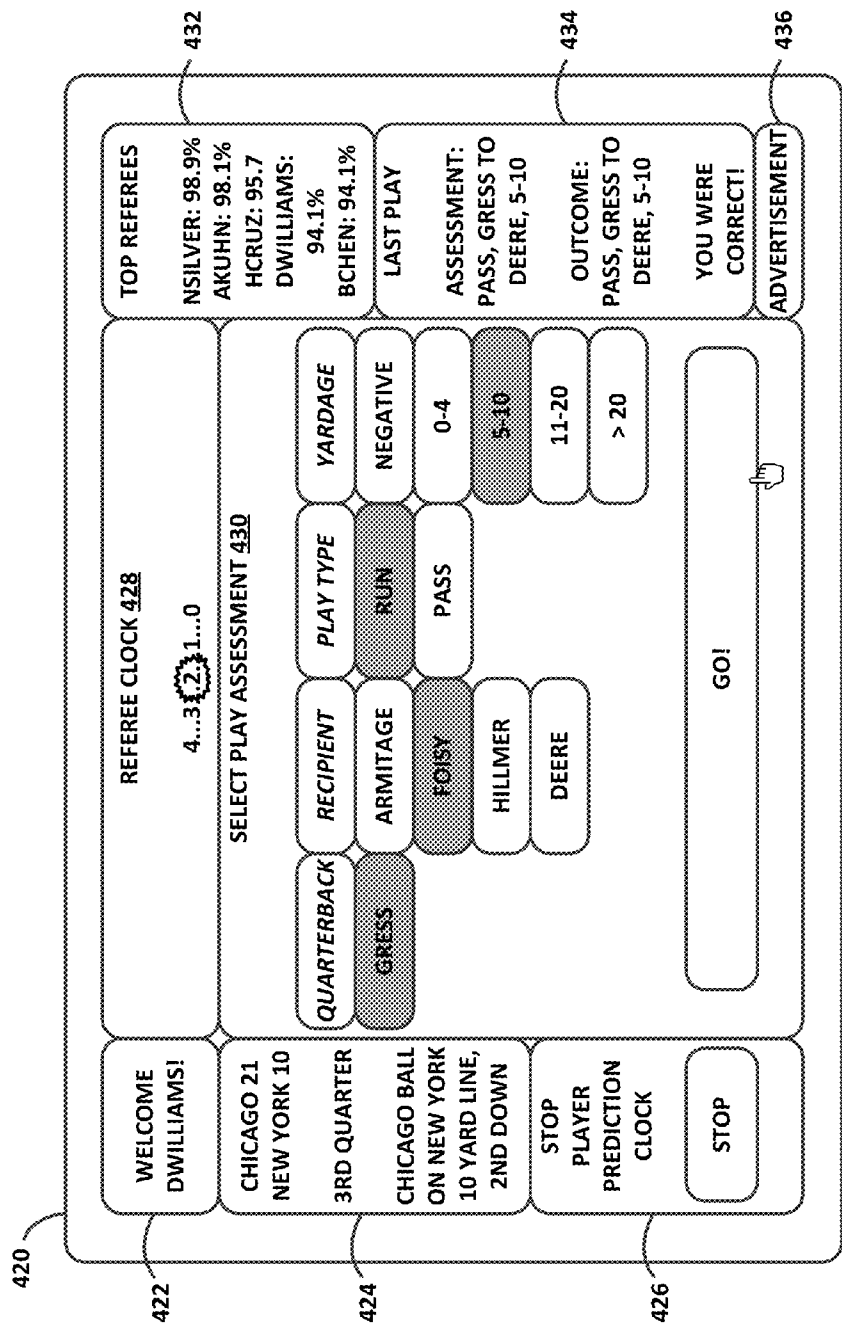 420
422
WELCOME
DWILLIAMS!
424
CHICAGO 21
NEW YORK 10
3RD QUARTER
CHICAGO BALL
ON NEW YORK
10 YARD LINE,
2ND DOWN
426
STOP
PLAYER
PREDICTION
CLOCK
STOP
REFEREE CLOCK 428
4...3...2...1...0
SELECT PLAY ASSESSMENT 430
QUARTERBACK
GRESS
RECIPIENT
ARMITAGE
FOISY
HILLMER
DEERE
PLAY TYPE
RUN
PASS
YARDAGE
NEGATIVE
0-4
5-10
11-20
> 20
GO!
432
TOP REFEREES
NSILVER: 98.9%
AKUHN: 98.1%
HCRUZ: 95.7
DWILLIAMS:
94.1%
BCHEN: 94.1%
434
LAST PLAY
ASSESSMENT:
PASS, GRESS TO
DEERE, 5-10
OUTCOME:
PASS, GRESS TO
DEERE, 5-10
YOU WERE
CORRECT!
436
ADVERTISEMENT